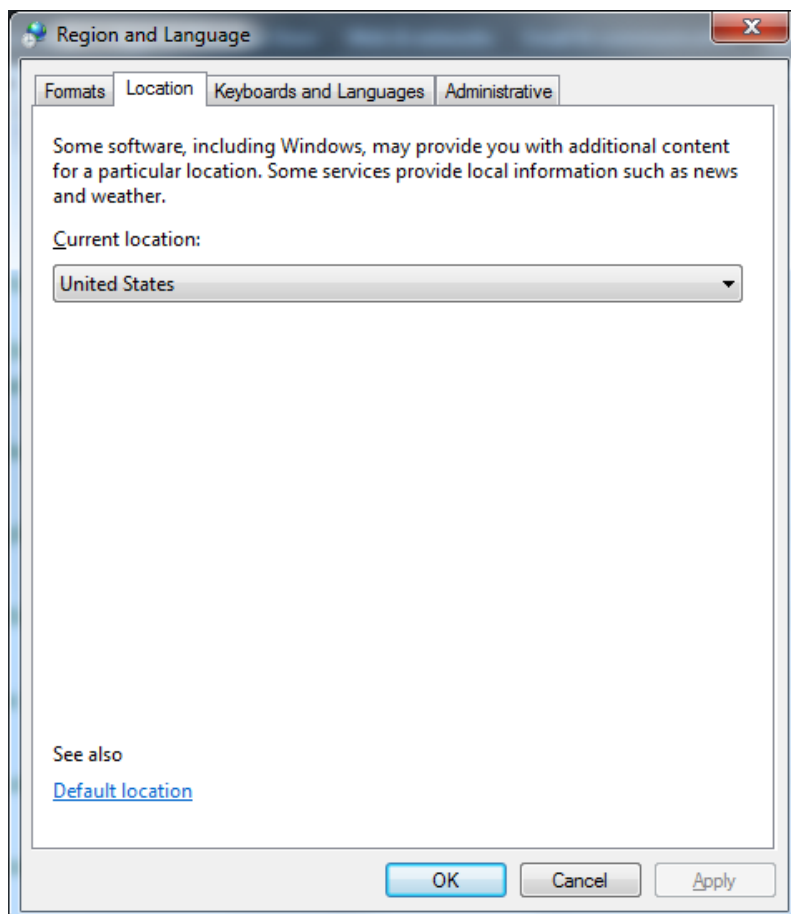 Region and Language
Formats
Location
Keyboards and Languages
Administrative
Some software, including Windows, may provide you with additional content
for a particular location. Some services provide local information such as news
and weather.
Current location:
United States
See also
Default location
OK
Cancel
Apply